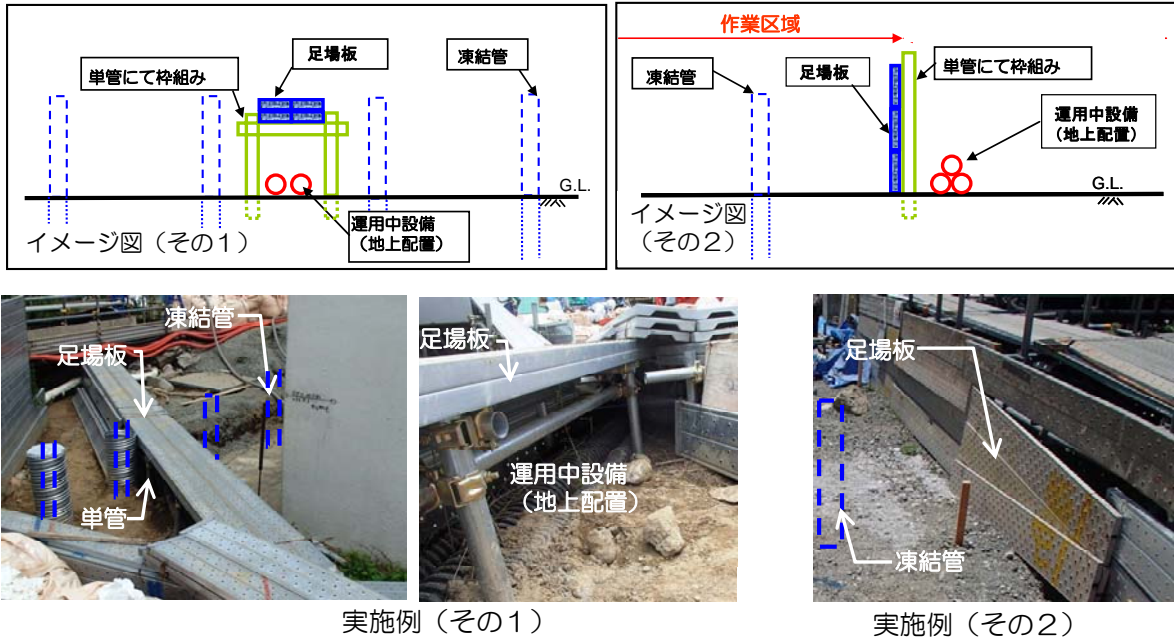 足場板
単管にて枠組み
凍結管
G.L.
運用中設備
(地上配置)
イメージ図(その1)
作業区域
凍結管
足場板
単管にて枠組み
運用中設備
(地上配置)
G.L.
イメージ図
(その2)
凍結管
足場板
単管
足場板
運用中設備
(地上配置)
足場板
凍結管
実施例(その1)
実施例(その2)